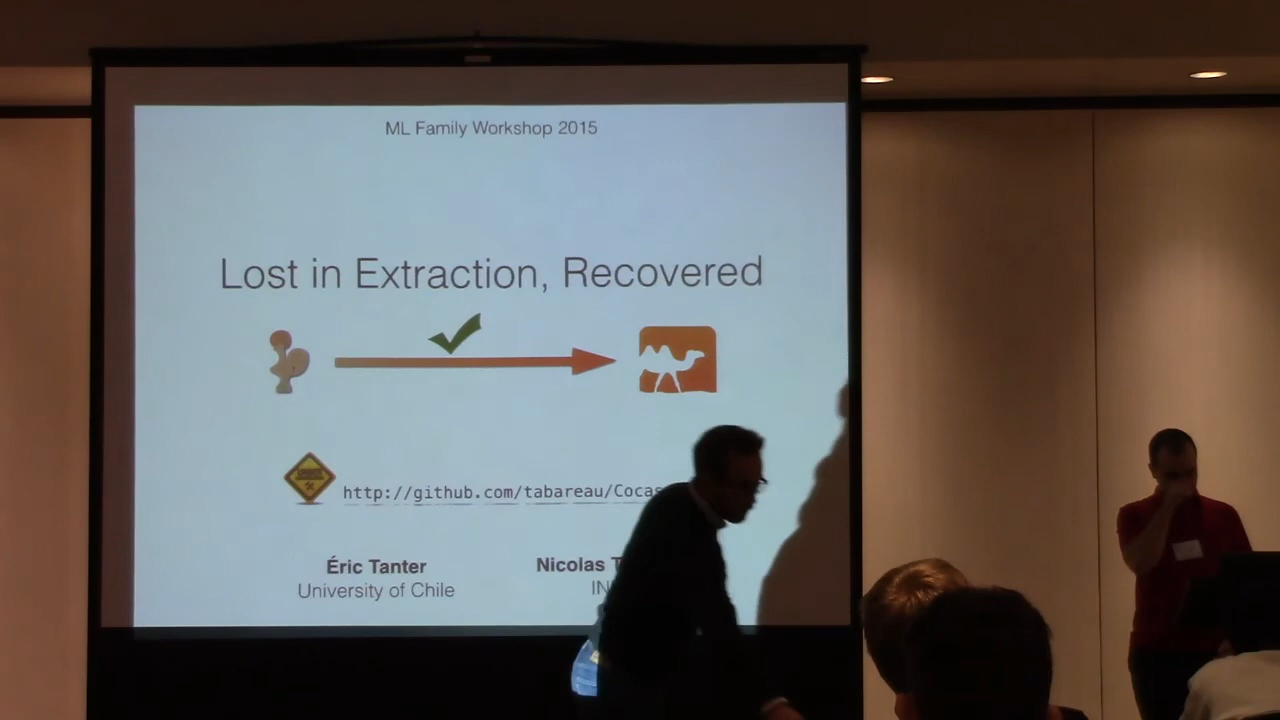 ML Family Workshop 2015
Lost in Extraction, Recovered
http://github.com/tabareau/Cocas
Éric Tanter
Nicolas T
University of Chile
IN